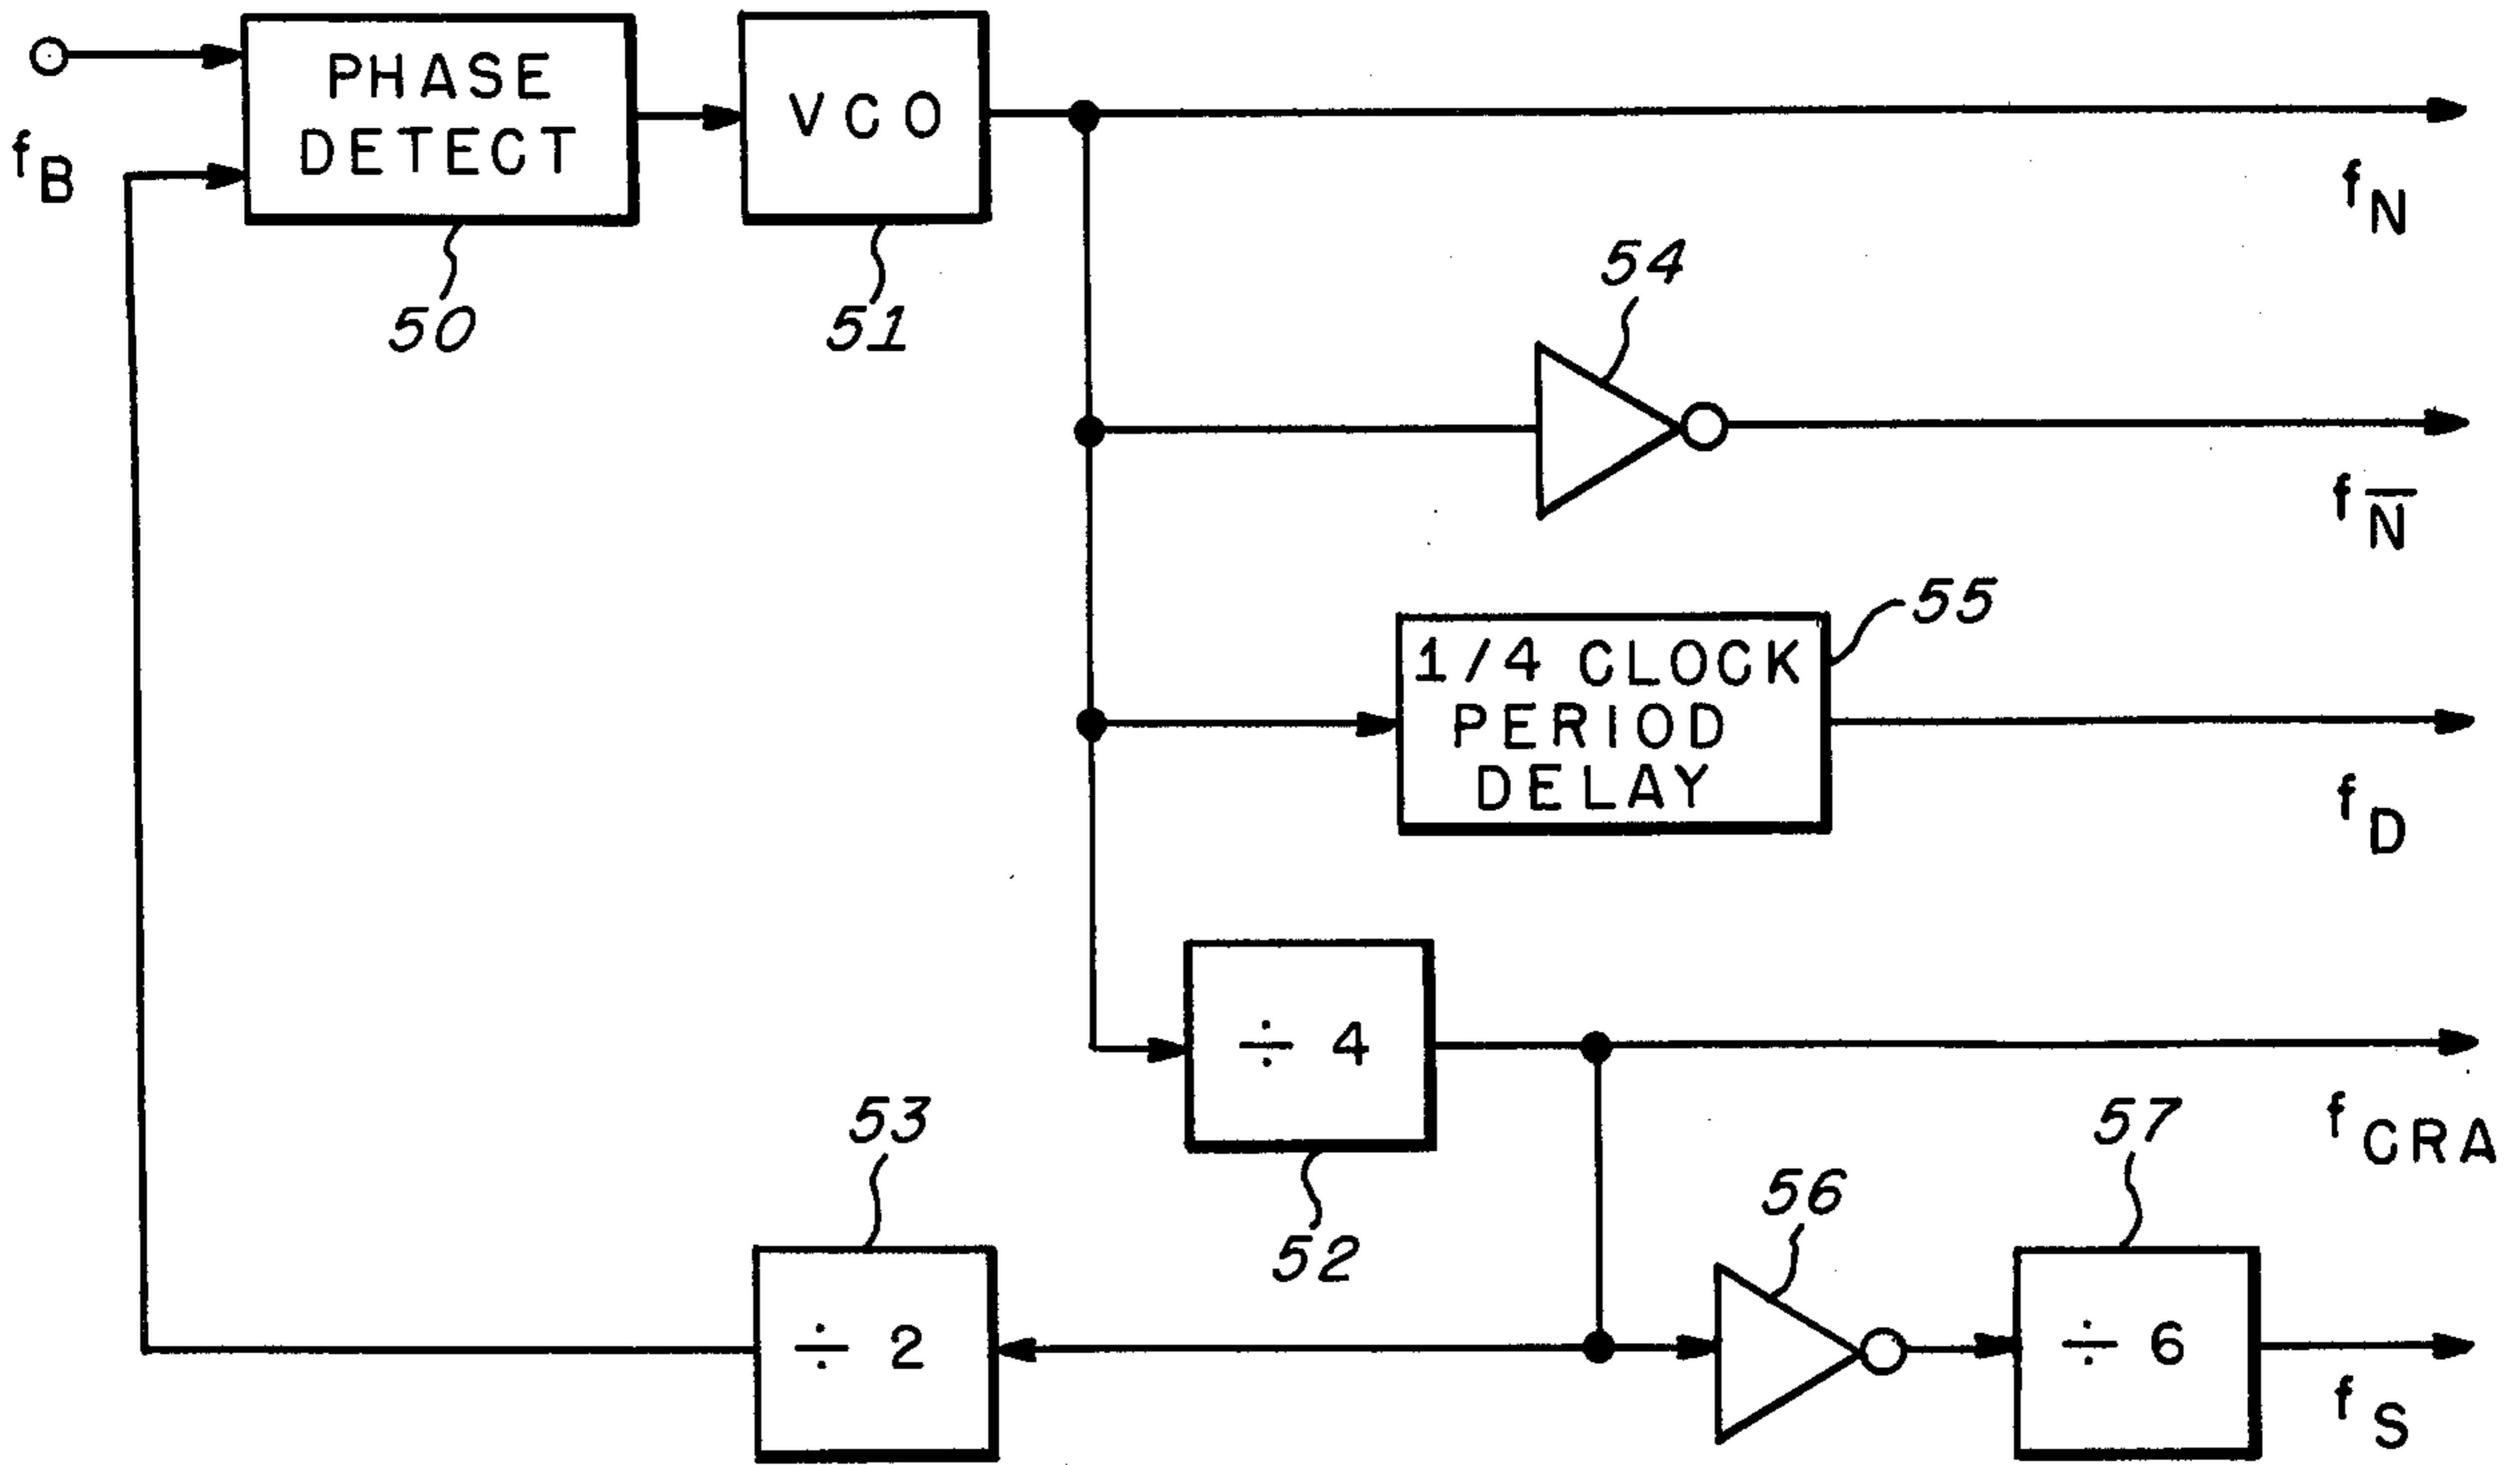 PHASE
DETECT
VCO
f_B
f_N
50
51
54
f_N̅
55
1/4 CLOCK
PERIOD
DELAY
f_D
÷ 4
f_CRA
53
57
56
52
÷ 2
÷ 6
f_S